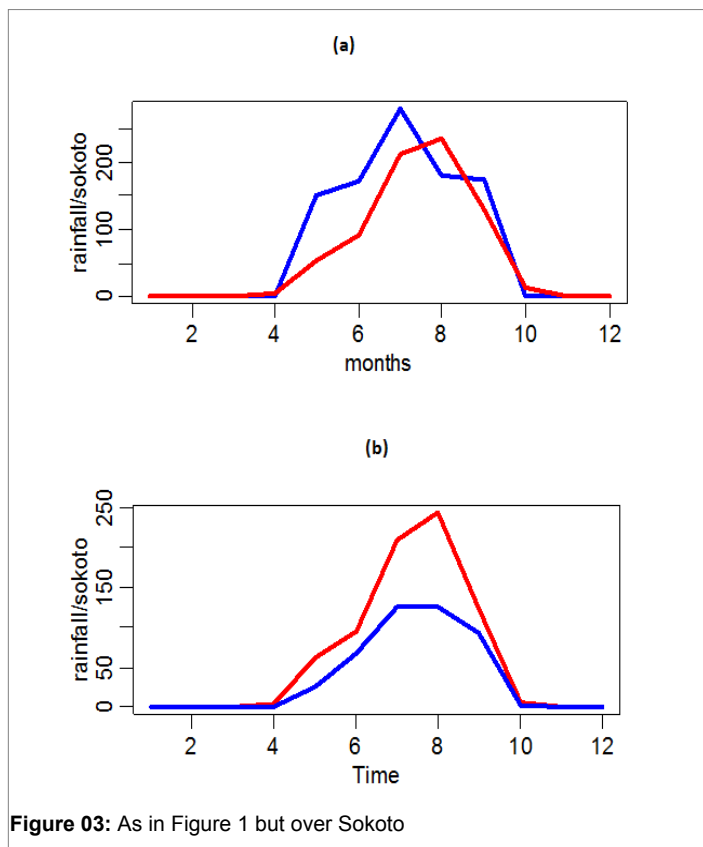 (a)
rainfall/sokoto
200
100
0
2 4 6 8 10 12
months
(b)
rainfall/sokoto
250
150
50
0
2 4 6 8 10 12
Time
Figure 03: As in Figure 1 but over Sokoto